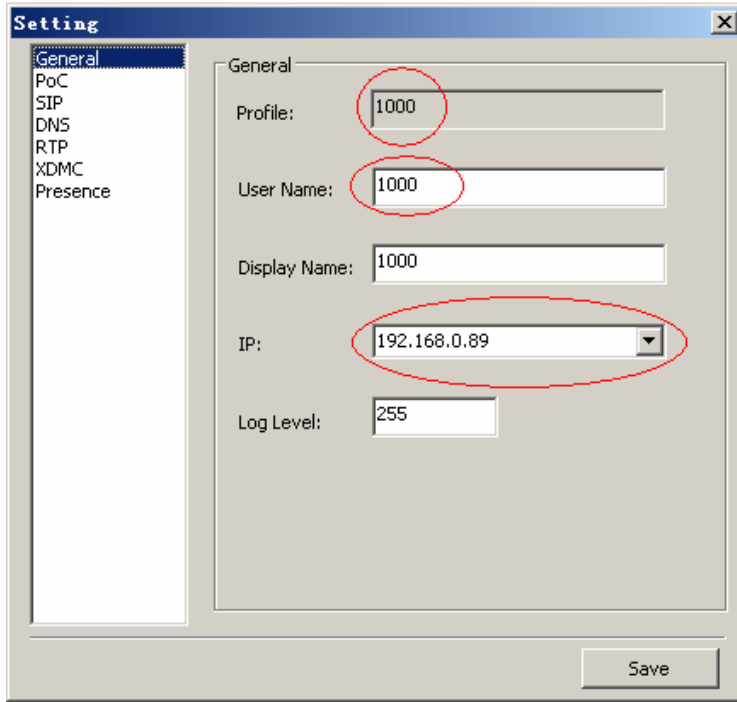 Setting
General
PoC
SIP
DNS
RTP
XDMC
Presence
General
Profile: 1000
User Name: 1000
Display Name: 1000
IP: 192.168.0.89
Log Level: 255
Save